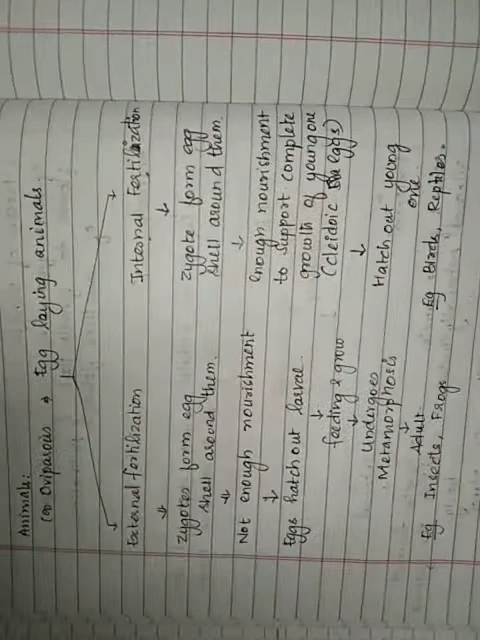 Animals:
(a) Oviparous → Egg laying animals.
External fertilization
↓
Zygotes form egg
shell around them.
↓
Not enough nourishment
↓
Eggs hatch out larvae.
↓
feeding & grow
↓
Undergoes
Metamorphosis
↓
Adult
Eg Insects, Frogs
Internal Fertilization
↓
Zygote form egg
shell around them.
↓
enough nourishment
to support complete
growth of young one
(cleidoic eggs)
↓
Hatch out young
one
Eg Birds, Reptiles.